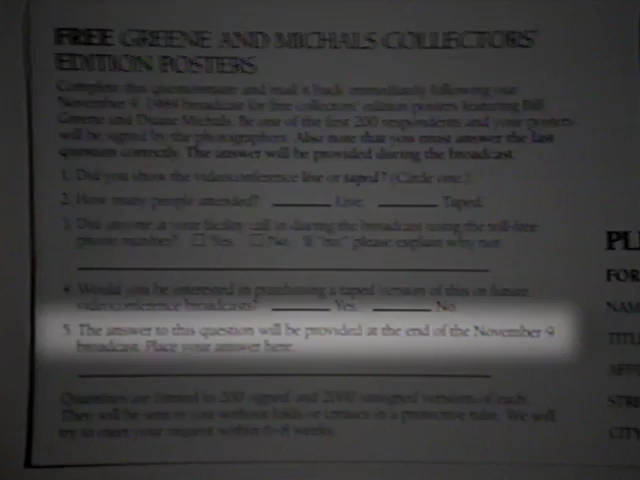 FREE GREENE AND MICHALS COLLECTORS'
EDITION POSTERS
Complete this questionnaire and mail it back immediately following our
November 9, 1984 broadcast for free collectors' edition posters featuring Bill
Greene and Duane Michals. Be one of the first 200 respondents and your posters
will be signed by the photographers. Also note that you must answer the last
question correctly. The answer will be provided during the broadcast.
1. Did you show the videoconference live or taped? (Circle one.)
2. How many people attended? Live Taped.
3. Did anyone at your facility call in during the broadcast using the toll-free
phone number? Yes No If "no" please explain why not
4. Would you be interested in purchasing a taped version of this or future
videoconference broadcasts? Yes. No
5. The answer to this question will be provided at the end of the November 9
broadcast. Place your answer here.
Quantities are limited to 200 signed and 2000 unsigned versions of each.
They will be sent to you without folds or creases in a protective tube. We will
try to meet your request within 6-8 weeks.
PL
FOR
NAM
TITL
STRE
CITY